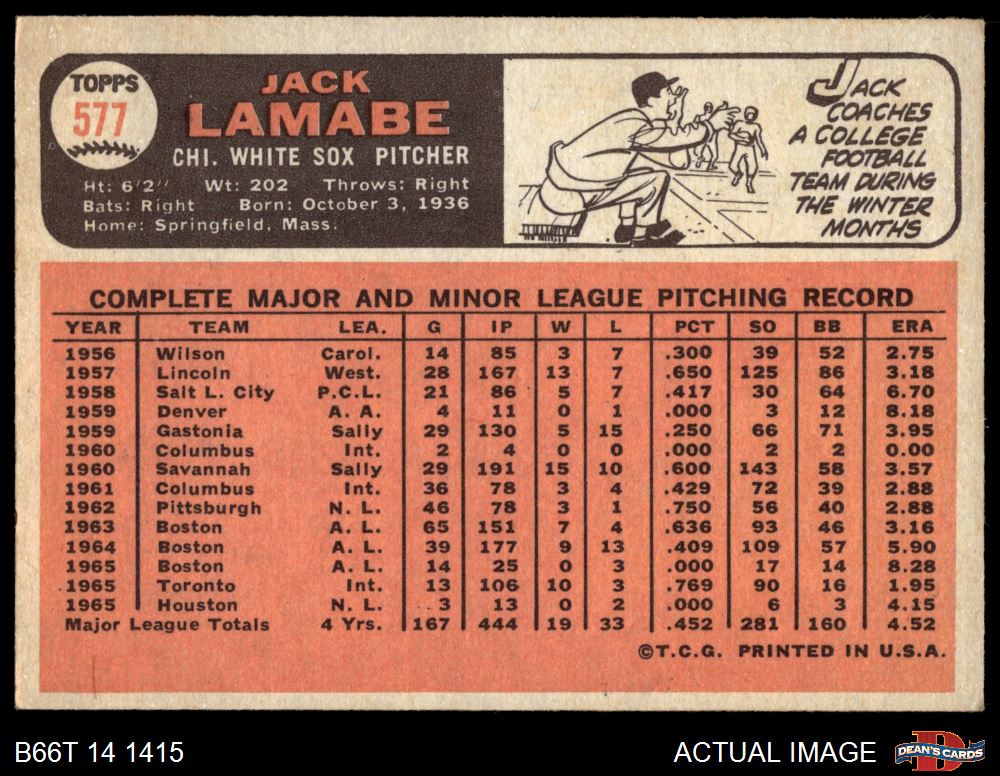 TOPPS
577
JACK
LAMABE
CHI. WHITE SOX PITCHER
Ht: 6'2" Wt: 202 Throws: Right
Bats: Right Born: October 3, 1936
Home: Springfield, Mass.
JACK
COACHES
A COLLEGE
FOOTBALL
TEAM DURING
THE WINTER
MONTHS
COMPLETE MAJOR AND MINOR LEAGUE PITCHING RECORD
YEAR TEAM LEA. G IP W L PCT SO BB ERA
1956 Wilson Carol. 14 85 3 7 .300 39 52 2.75
1957 Lincoln West. 28 167 13 7 .650 125 86 3.18
1958 Salt L. City P.C.L. 21 86 5 7 .417 30 64 6.70
1959 Denver A. A. 4 11 0 1 .000 3 12 8.18
1959 Gastonia Sally 29 130 5 15 .250 66 71 3.95
1960 Columbus Int. 2 4 0 0 .000 2 2 0.00
1960 Savannah Sally 29 191 15 10 .600 143 58 3.57
1961 Columbus Int. 36 78 3 4 .429 72 39 2.88
1962 Pittsburgh N. L. 46 78 3 1 .750 56 40 2.88
1963 Boston A. L. 65 151 7 4 .636 93 46 3.16
1964 Boston A. L. 39 177 9 13 .409 109 57 5.90
1965 Boston A. L. 14 25 0 3 .000 17 14 8.28
1965 Toronto Int. 13 106 10 3 .769 90 16 1.95
1965 Houston N. L. 3 13 0 2 .000 6 3 4.15
Major League Totals 4 Yrs. 167 444 19 33 .452 281 160 4.52
©T.C.G. PRINTED IN U.S.A.
B66T 14 1415
ACTUAL IMAGE
DEAN'S CARDS